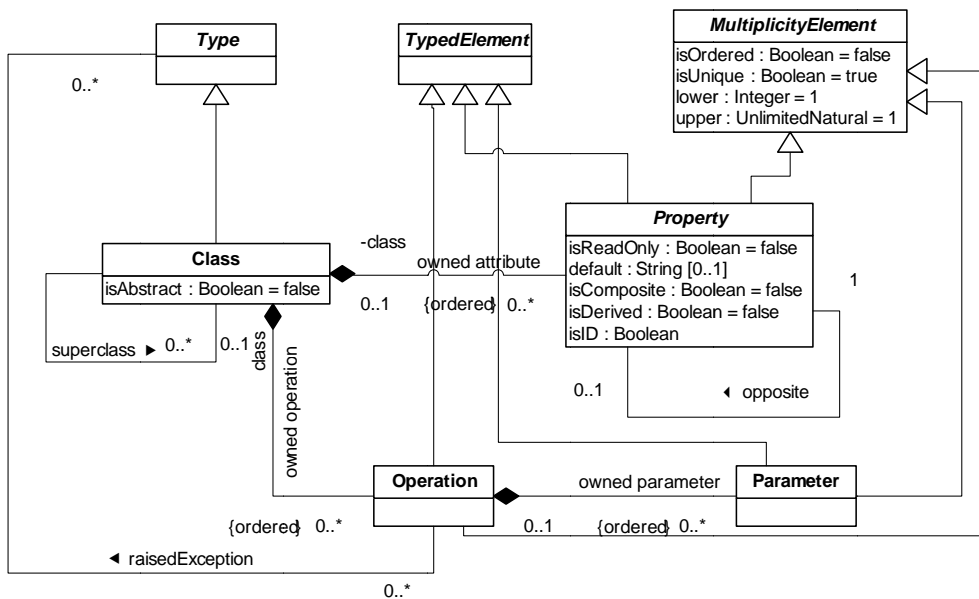 Type
TypedElement
MultiplicityElement
isOrdered : Boolean = false
isUnique : Boolean = true
lower : Integer = 1
upper : UnlimitedNatural = 1
0..*
Property
isReadOnly : Boolean = false
default : String [0..1]
isComposite : Boolean = false
isDerived : Boolean = false
isID : Boolean
-class
owned attribute
Class
isAbstract : Boolean = false
0..1
{ordered}
0..*
1
superclass ►
0..*
0..1
class
owned operation
0..1
◄ opposite
Operation
owned parameter
Parameter
{ordered}
0..*
0..1
{ordered}
0..*
◄ raisedException
0..*